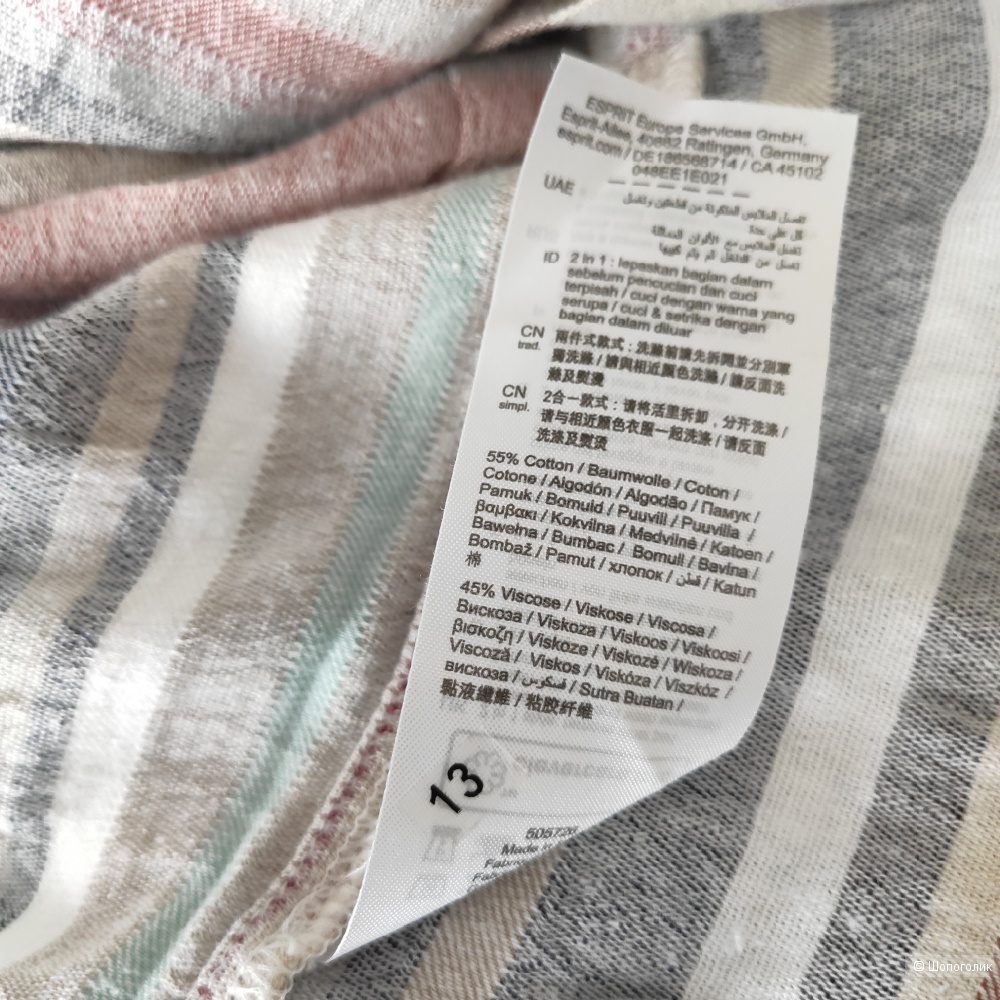 ESPRIT Europe Services GmbH,
Esprit-Allee, 40882 Ratingen, Germany
esprit.com / DE186568714 / CA 45102
048EE1E021
UAE
ID 2 in 1 : lepaskan bagian dalam
sebelum pencucian dan cuci
terpisah / cuci dengan warna yang
serupa / cuci & setrika dengan
bagian dalam diluar
CN trad. 兩件式款式 : 洗滌前請先拆開並分別單
獨洗滌 / 請與相近顏色洗滌 / 請反面洗
滌及熨燙
CN simpl. 2合一款式 : 请将活里拆卸 , 分开洗涤 /
请与相近颜色衣服一起洗涤 / 请反面
洗涤及熨烫
55% Cotton / Baumwolle / Coton /
Cotone / Algodón / Algodão / Памук /
Pamuk / Bomuld / Puuvill / Puuvilla /
βαμβακι / Kokvilna / Medvilnė / Katoen /
Bawełna / Bumbac / Bomull / Bavlna /
Bombaž / Pamut / хлопок / قطن / Katun
棉
45% Viscose / Viskose / Viscosa /
Вискоза / Viskoza / Viskoos / Viskoosi /
βισκοζη / Viskoze / Viskozė / Wiskoza /
Viscoză / Viskos / Viskóza / Viszkóz /
вискоза / فسكوس / Sutra Buatan /
黏液纖維 / 粘胶纤维
13
505720
Made in
© Шопоголик